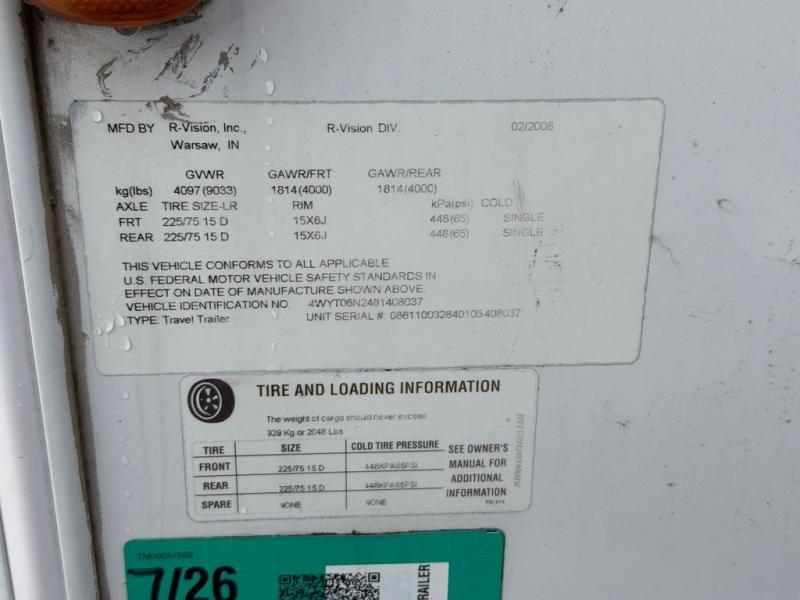 MFD BY R-Vision, Inc., R-Vision DIV. 02/2008
Warsaw, IN
GVWR GAWR/FRT GAWR/REAR
kg(lbs) 4097 (9033) 1814 (4000) 1814 (4000)
AXLE TIRE SIZE-LR RIM kPa(psi) COLD
FRT 225/75 15 D 15X6J 448(65) SINGLE
REAR 225/75 15 D 15X6J 448(65) SINGLE
THIS VEHICLE CONFORMS TO ALL APPLICABLE
U.S. FEDERAL MOTOR VEHICLE SAFETY STANDARDS IN
EFFECT ON DATE OF MANUFACTURE SHOWN ABOVE.
VEHICLE IDENTIFICATION NO. 4WYT06N2481408037
TYPE: Travel Trailer UNIT SERIAL #: 086110032840105408037
TIRE AND LOADING INFORMATION
The weight of cargo should never exceed
929 Kg or 2048 Lbs
TIRE SIZE COLD TIRE PRESSURE SEE OWNER'S
FRONT 225/75 15 D 448KPA65PSI MANUAL FOR
ADDITIONAL
REAR 225/75 15 D 448KPA65PSI INFORMATION
SPARE NONE NONE
7/26
TRAILER